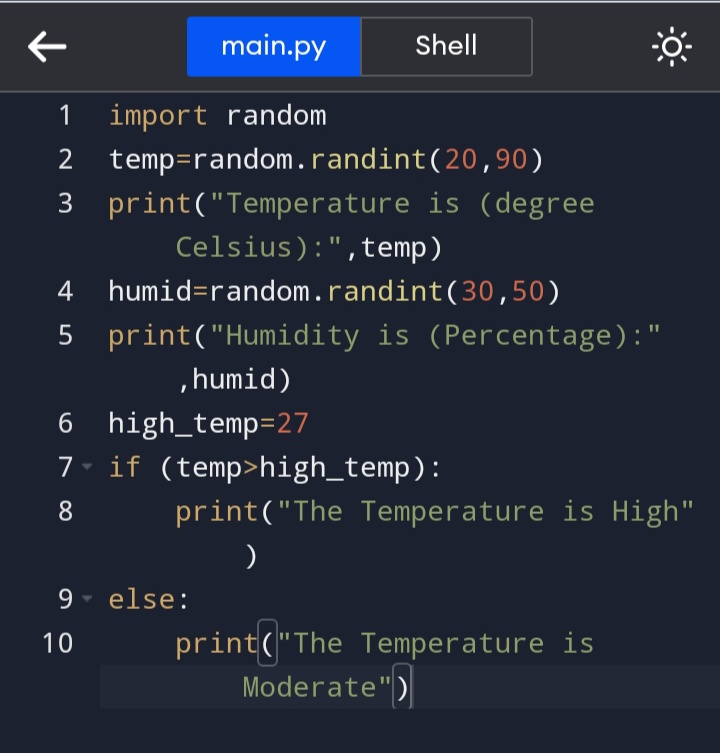 main.py Shell
1 import random
2 temp=random.randint(20,90)
3 print("Temperature is (degree
Celsius):",temp)
4 humid=random.randint(30,50)
5 print("Humidity is (Percentage):"
,humid)
6 high_temp=27
7 if (temp>high_temp):
8 print("The Temperature is High"
)
9 else:
10 print("The Temperature is
Moderate")